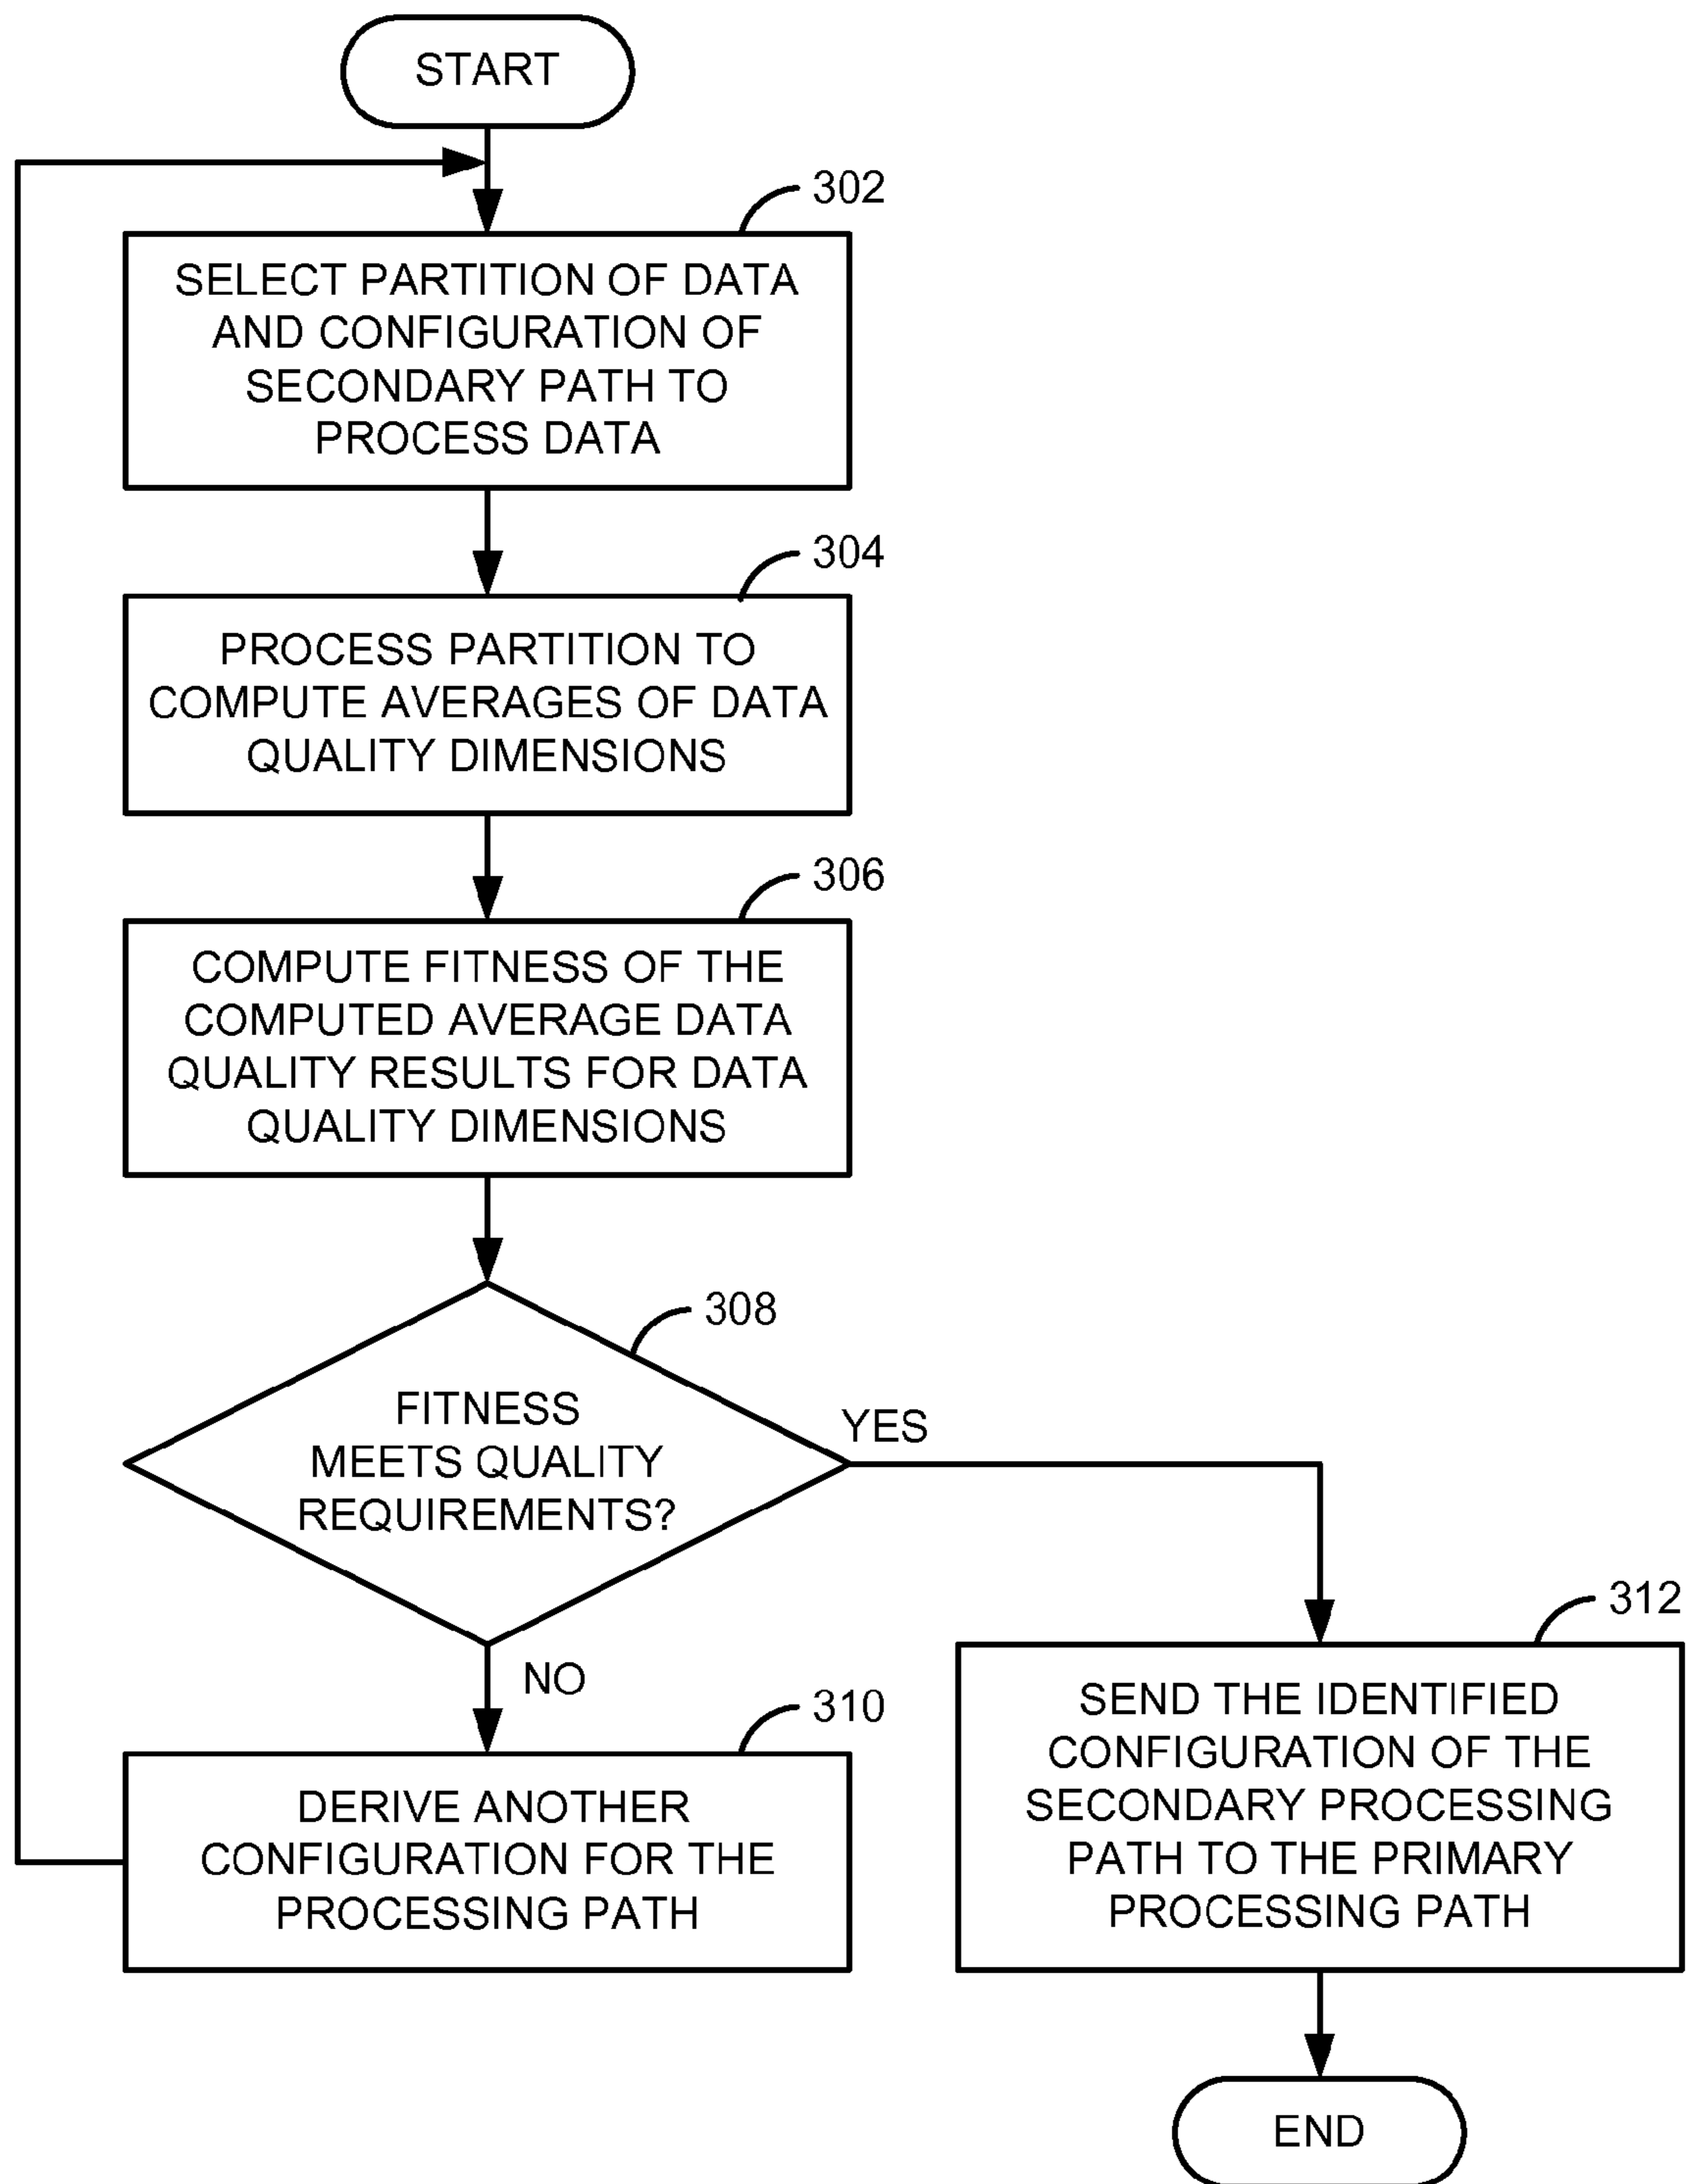 START
302
SELECT PARTITION OF DATA
AND CONFIGURATION OF
SECONDARY PATH TO
PROCESS DATA
304
PROCESS PARTITION TO
COMPUTE AVERAGES OF DATA
QUALITY DIMENSIONS
306
COMPUTE FITNESS OF THE
COMPUTED AVERAGE DATA
QUALITY RESULTS FOR DATA
QUALITY DIMENSIONS
308
FITNESS
MEETS QUALITY
REQUIREMENTS?
YES
NO
310
DERIVE ANOTHER
CONFIGURATION FOR THE
PROCESSING PATH
312
SEND THE IDENTIFIED
CONFIGURATION OF THE
SECONDARY PROCESSING
PATH TO THE PRIMARY
PROCESSING PATH
END